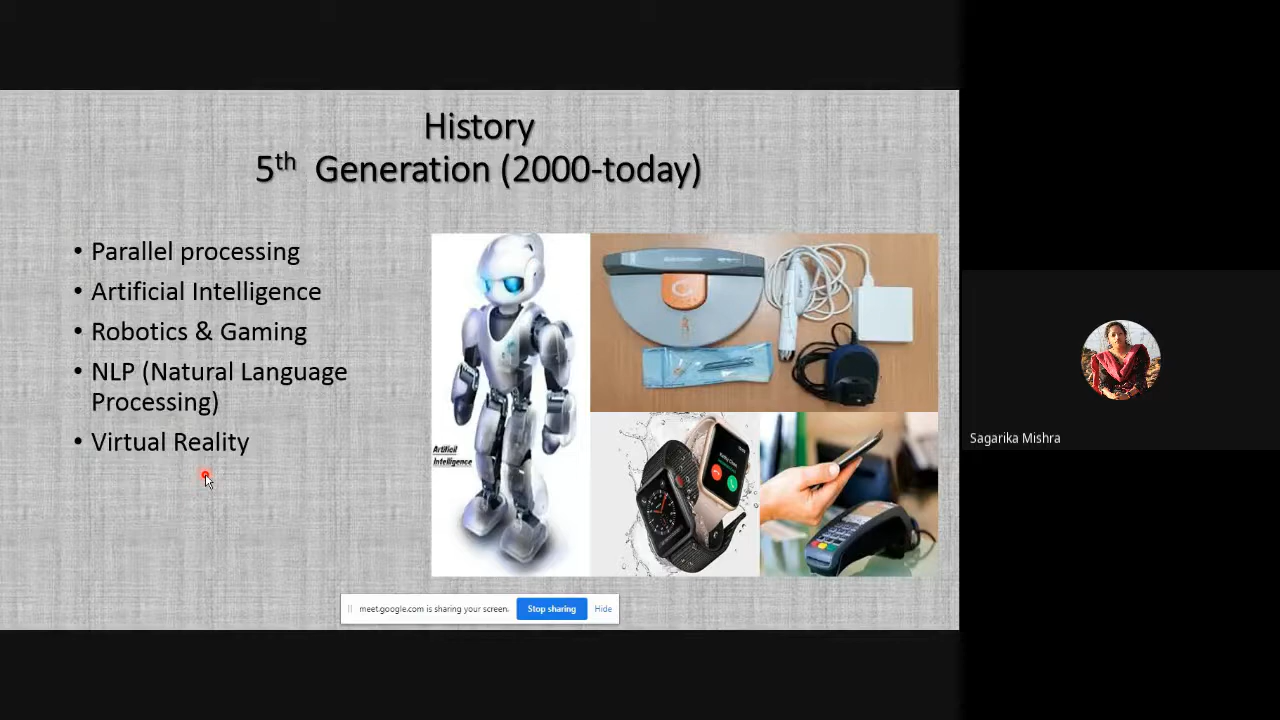 History
5th Generation (2000-today)
• Parallel processing
• Artificial Intelligence
• Robotics & Gaming
• NLP (Natural Language
Processing)
• Virtual Reality
Artificil
Intelligence
meet.google.com is sharing your screen.
Stop sharing
Hide
Sagarika Mishra